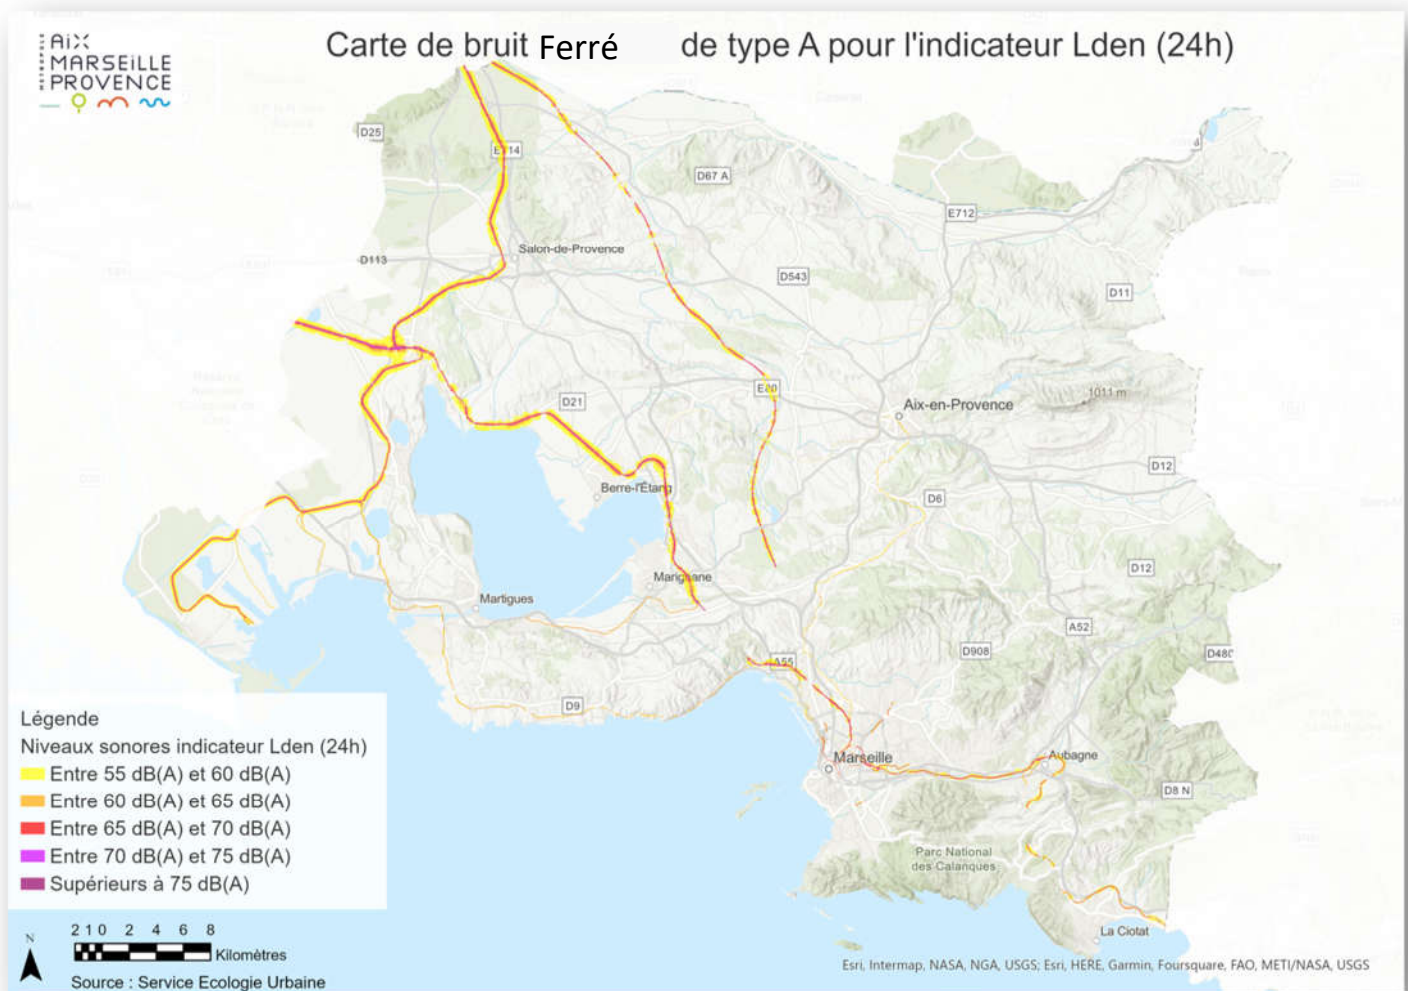 MÉTROPOLE
AIX
MARSEILLE
PROVENCE
Carte de bruit Ferré de type A pour l'indicateur Lden (24h)
D25
D67 A
E712
Salon-de-Provence
D113
D543
D11
E80
D21
Aix-en-Provence
1011 m
D12
Berre-l'Étang
D6
Marignane
D12
Martigues
A52
D908
A55
D9
Marseille
Aubagne
D8 N
Parc National
des Calanques
La Ciotat
Légende
Niveaux sonores indicateur Lden (24h)
Entre 55 dB(A) et 60 dB(A)
Entre 60 dB(A) et 65 dB(A)
Entre 65 dB(A) et 70 dB(A)
Entre 70 dB(A) et 75 dB(A)
Supérieurs à 75 dB(A)
N
2 1 0 2 4 6 8
Kilomètres
Source : Service Ecologie Urbaine
Esri, Intermap, NASA, NGA, USGS; Esri, HERE, Garmin, Foursquare, FAO, METI/NASA, USGS